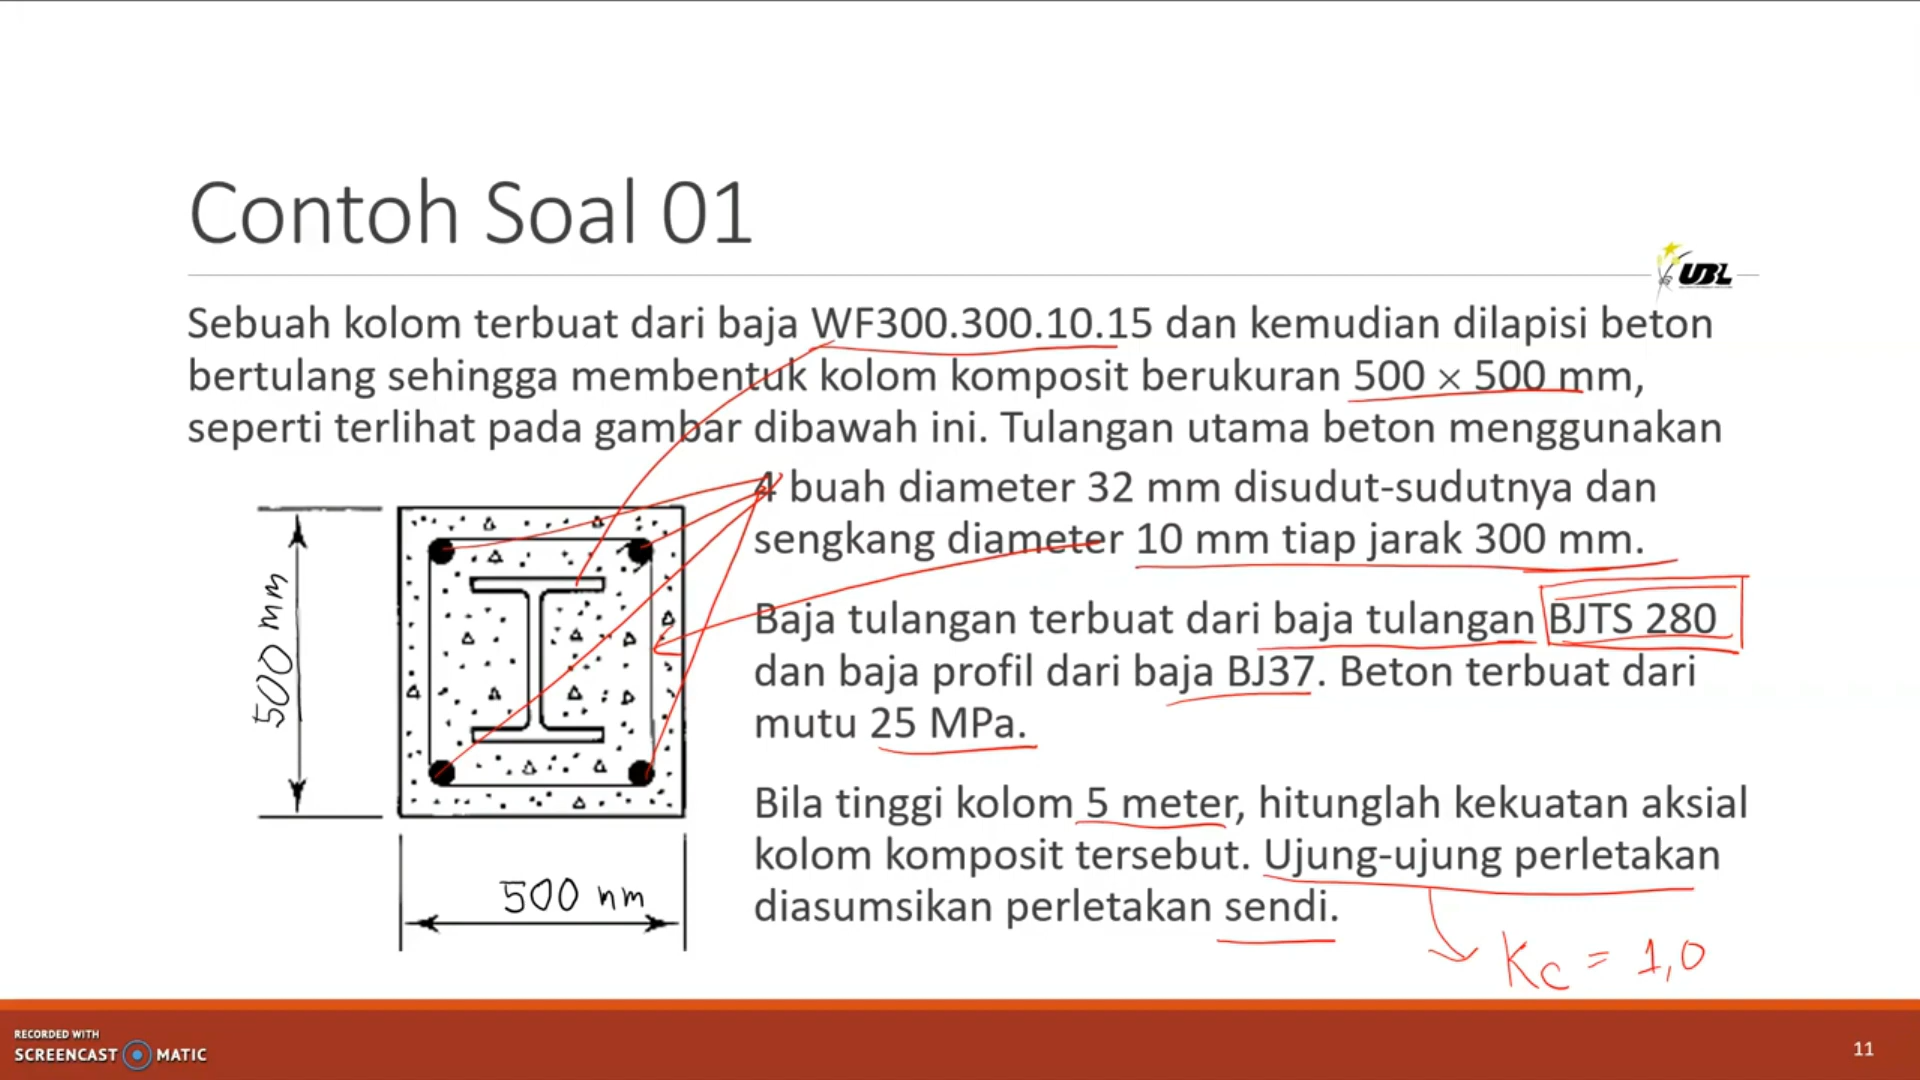 Contoh Soal 01
UBL
Sebuah kolom terbuat dari baja WF300.300.10.15 dan kemudian dilapisi beton
bertulang sehingga membentuk kolom komposit berukuran 500 × 500 mm,
seperti terlihat pada gambar dibawah ini. Tulangan utama beton menggunakan
4 buah diameter 32 mm disudut-sudutnya dan
sengkang diameter 10 mm tiap jarak 300 mm.
Baja tulangan terbuat dari baja tulangan BJTS 280
dan baja profil dari baja BJ37. Beton terbuat dari
mutu 25 MPa.
Bila tinggi kolom 5 meter, hitunglah kekuatan aksial
kolom komposit tersebut. Ujung-ujung perletakan
diasumsikan perletakan sendi.
500 mm
500 mm
Kc = 1,0
RECORDED WITH
SCREENCAST MATIC
11